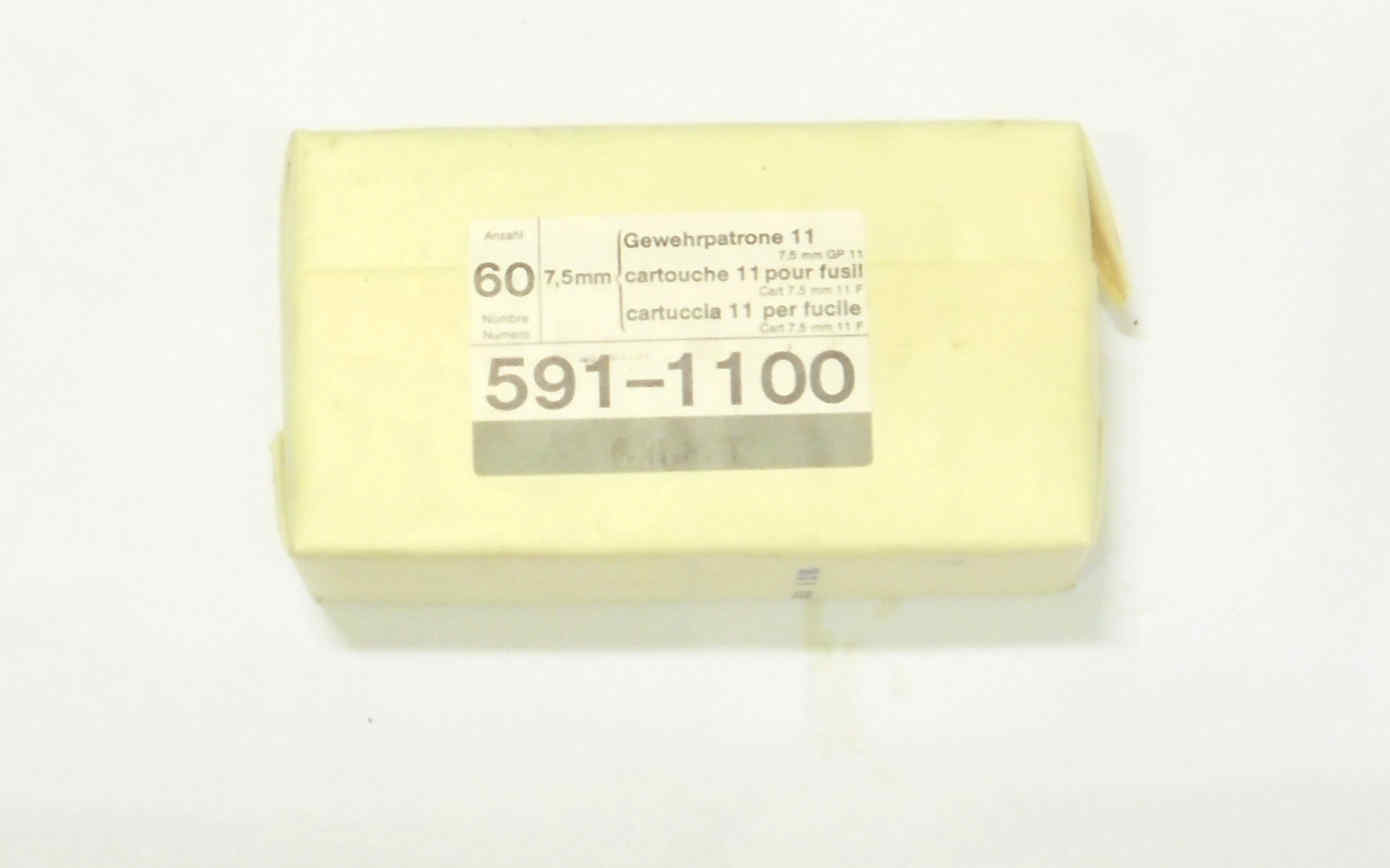 Anzahl
60
Nombre
Numero
7,5mm
Gewehrpatrone 11
7,5 mm GP 11
cartouche 11 pour fusil
Cart 7.5 mm 11 F
cartuccia 11 per fucile
Cart 7,5 mm 11 F
591–1100